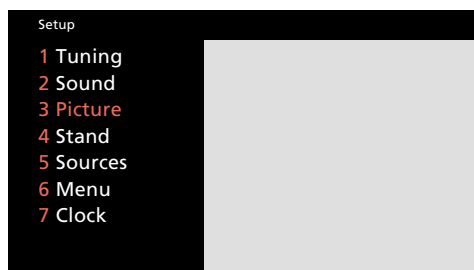 Setup
1 Tuning
2 Sound
3 Picture
4 Stand
5 Sources
6 Menu
7 Clock